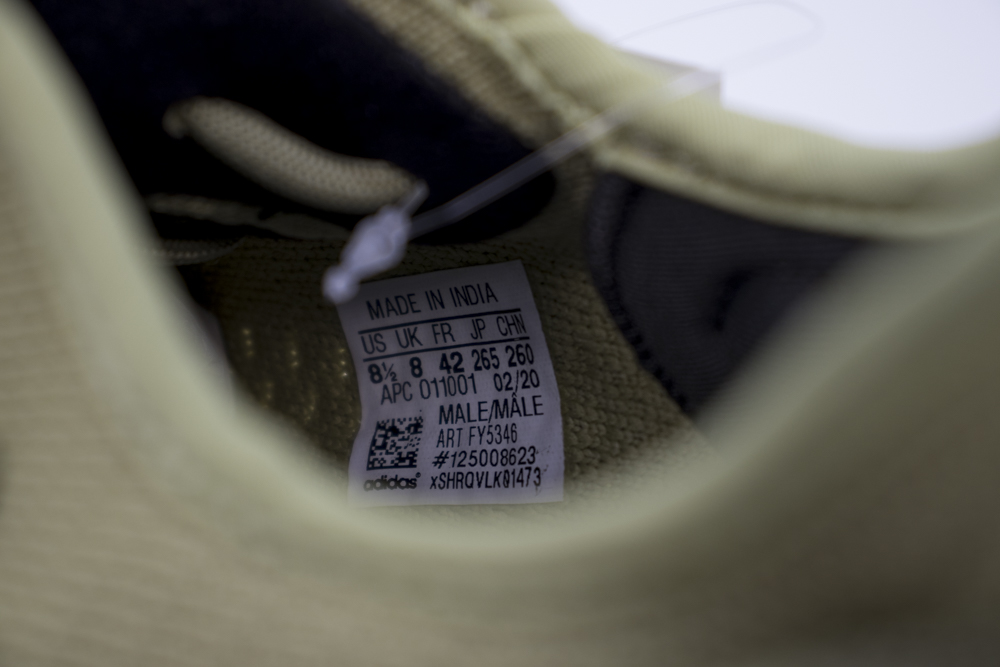 MADE IN INDIA
US UK FR JP CHN
8½ 8 42 265 260
APC 011001 02/20
MALE/MÂLE
ART FY5346
#125008623
xSHRQVLK01473
adidas®